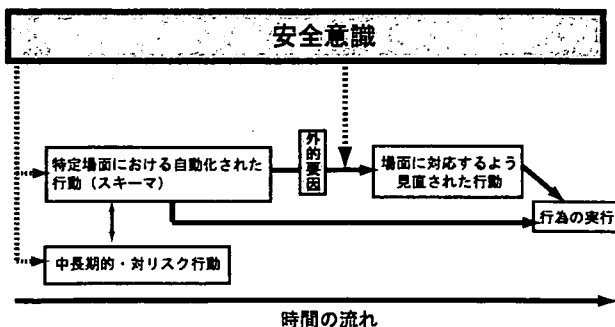 安全意識
外的要因
特定場面における自動化された
行動（スキーマ）
場面に対応するよう
見直された行動
行為の実行
中長期的・対リスク行動
時間の流れ